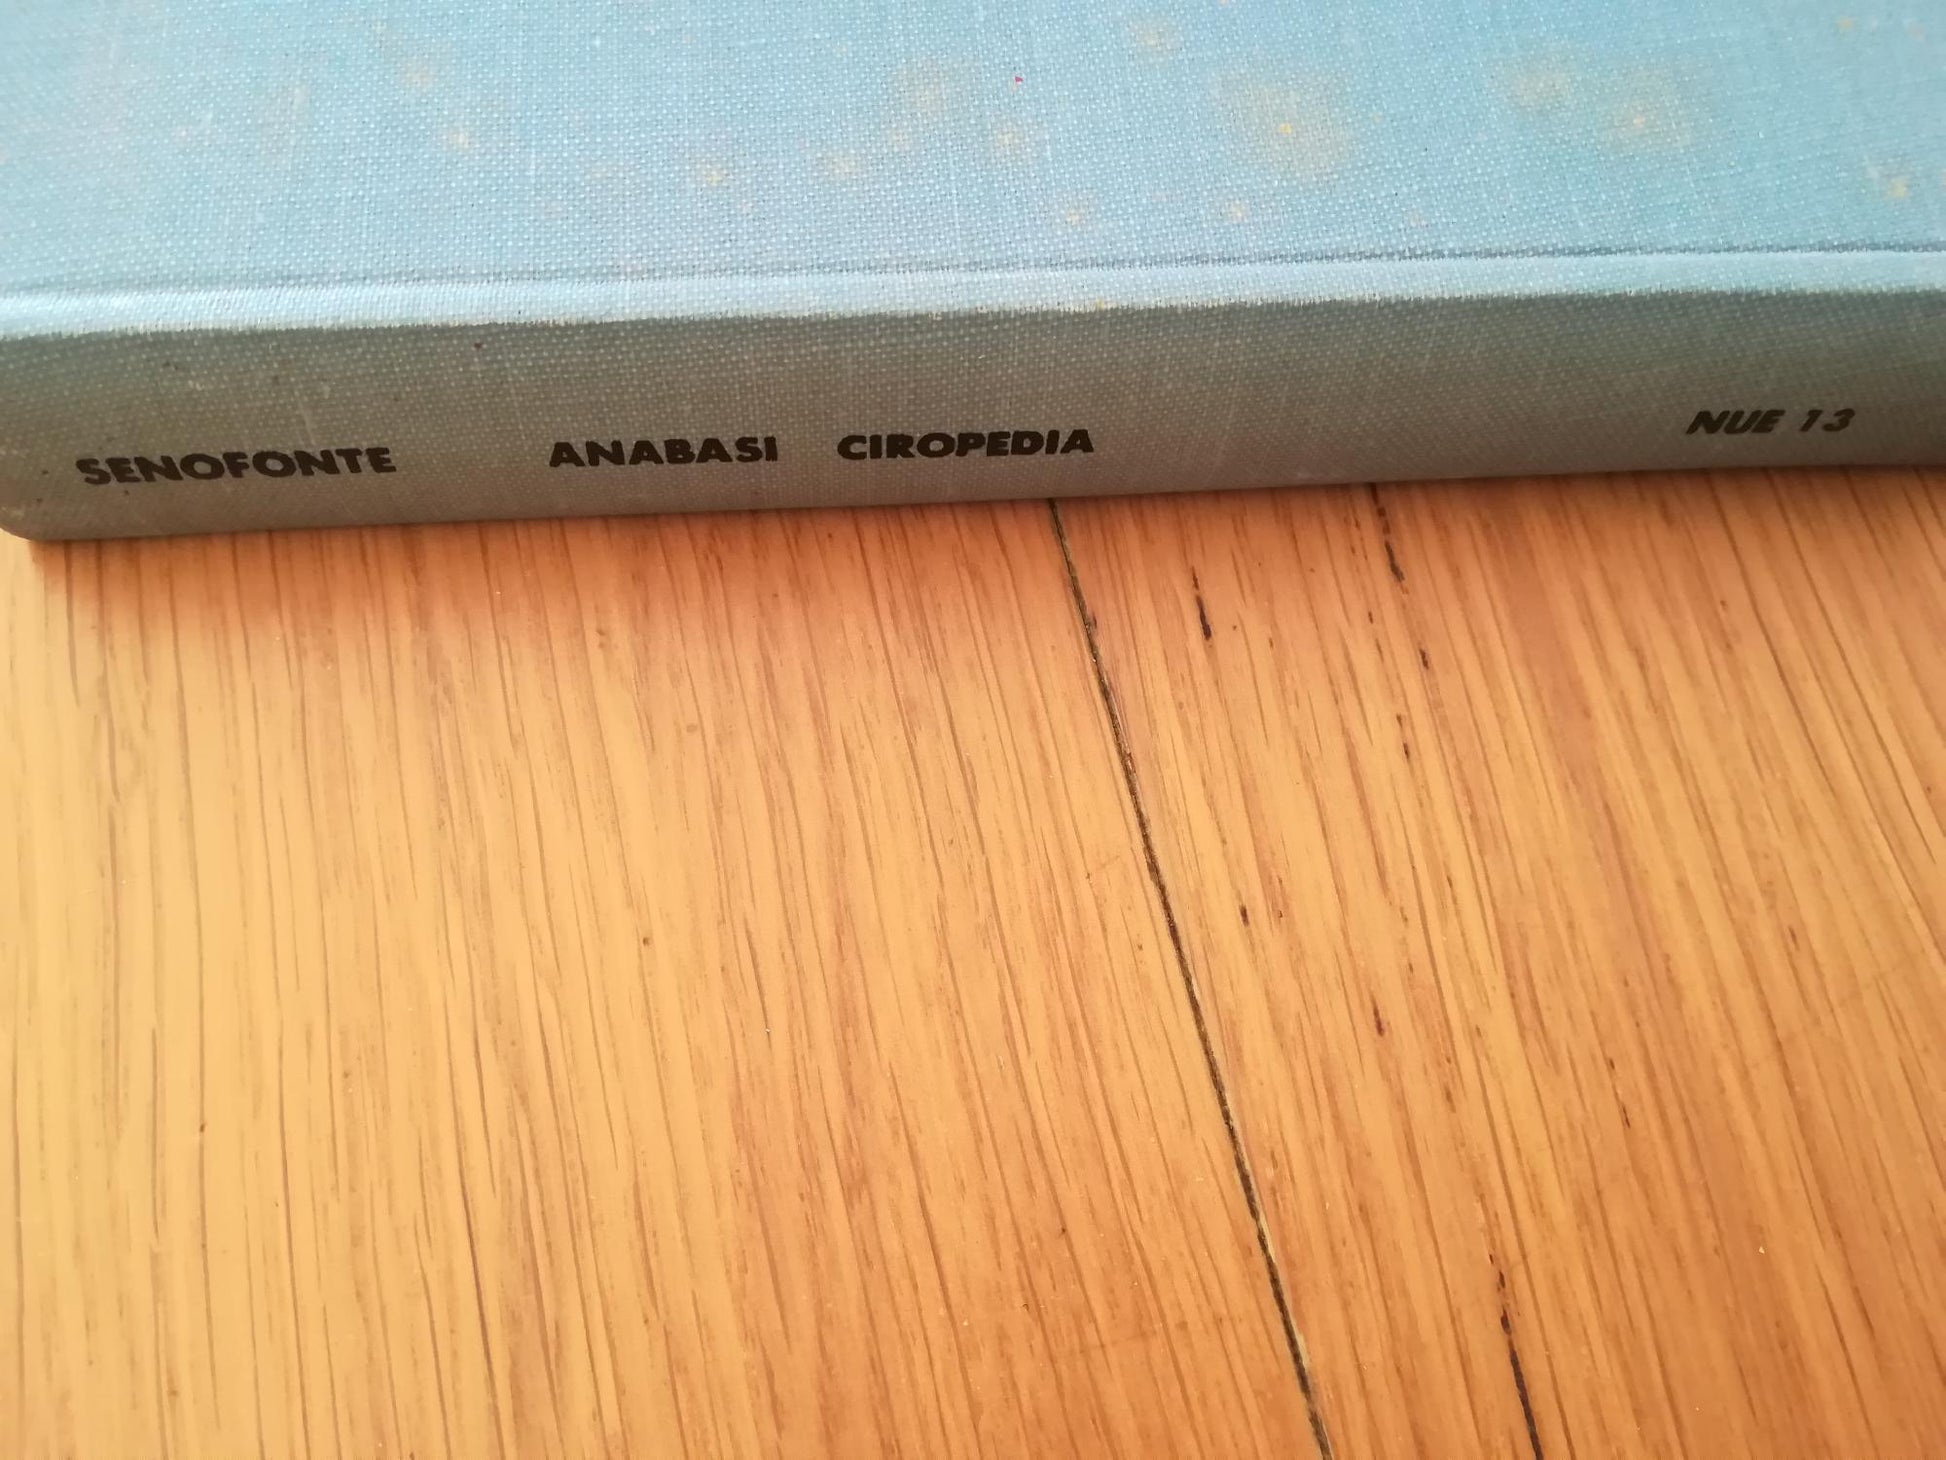 SENOFONTE ANABASI CIROPEDIA NUE 13